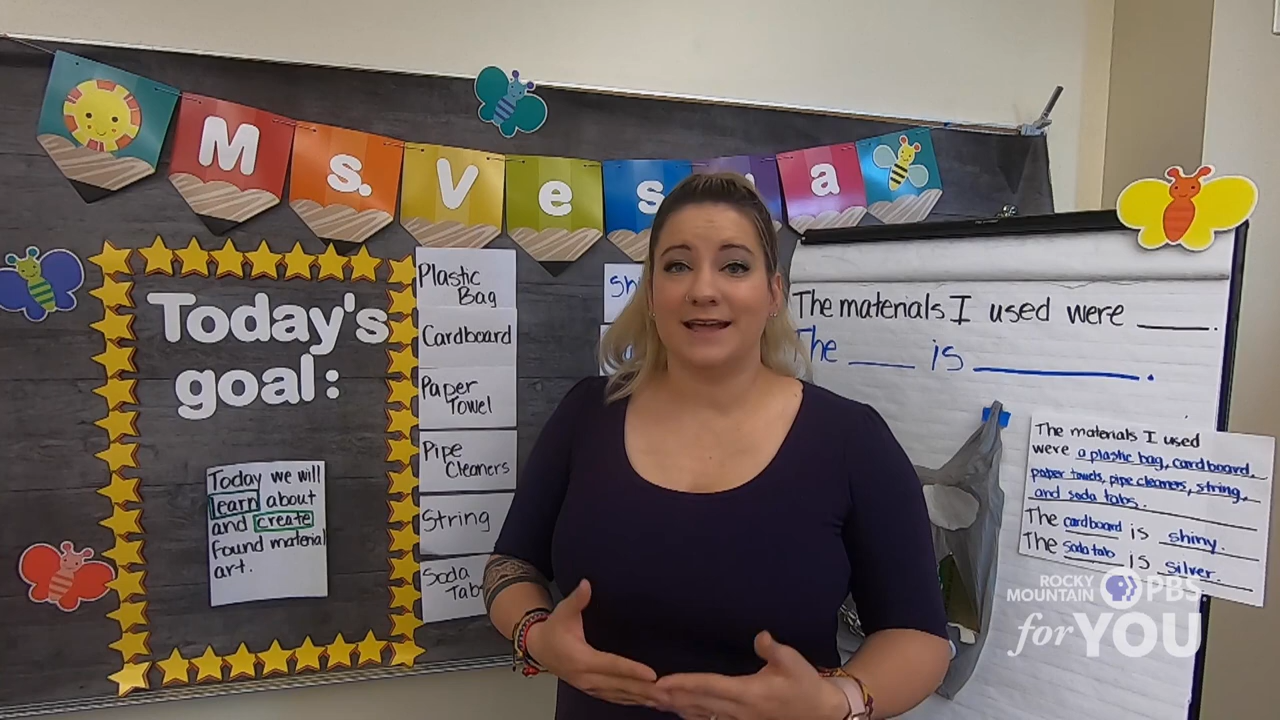 Ms. Ves a
Today's
goal:
Today we will
learn about
and create
found material
art.
Plastic
Bag
Cardboard
Paper
Towel
Pipe
Cleaners
String
Soda
Tab
The materials I used were ____.
The ____ is ________.
The materials I used
were a plastic bag, cardboard,
paper towels, pipe cleaners, string,
and soda tabs.
The cardboard is shiny.
The soda tab is silver.
ROCKY
MOUNTAIN PBS
for YOU